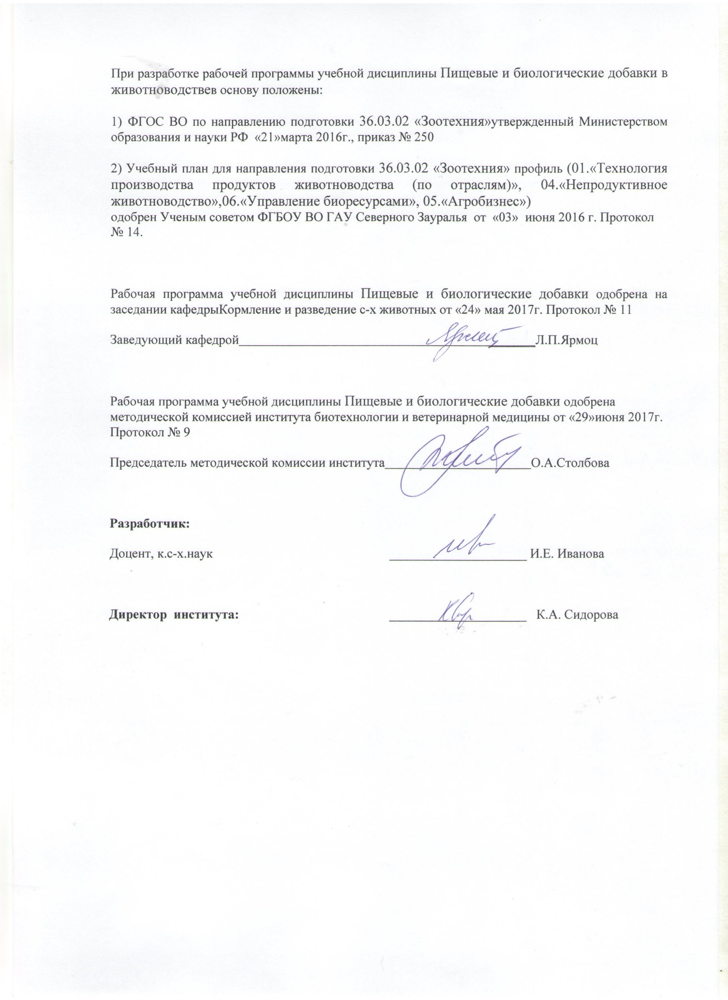 При разработке рабочей программы учебной дисциплины Пищевые и биологические добавки в
животноводствев основу положены:
1) ФГОС ВО по направлению подготовки 36.03.02 «Зоотехния»утвержденный Министерством
образования и науки РФ «21»марта 2016г., приказ № 250
2) Учебный план для направления подготовки 36.03.02 «Зоотехния» профиль (01.«Технология
производства продуктов животноводства (по отраслям)», 04.«Непродуктивное
животноводство»,06.«Управление биоресурсами», 05.«Агробизнес»)
одобрен Ученым советом ФГБОУ ВО ГАУ Северного Зауралья от «03» июня 2016 г. Протокол
№ 14.
Рабочая программа учебной дисциплины Пищевые и биологические добавки одобрена на
заседании кафедрыКормление и разведение с-х животных от «24» мая 2017г. Протокол № 11
Заведующий кафедрой Л.П.Ярмоц
Рабочая программа учебной дисциплины Пищевые и биологические добавки одобрена
методической комиссией института биотехнологии и ветеринарной медицины от «29»июня 2017г.
Протокол № 9
Председатель методической комиссии института О.А.Столбова
Разработчик:
Доцент, к.с-х.наук И.Е. Иванова
Директор института: К.А. Сидорова